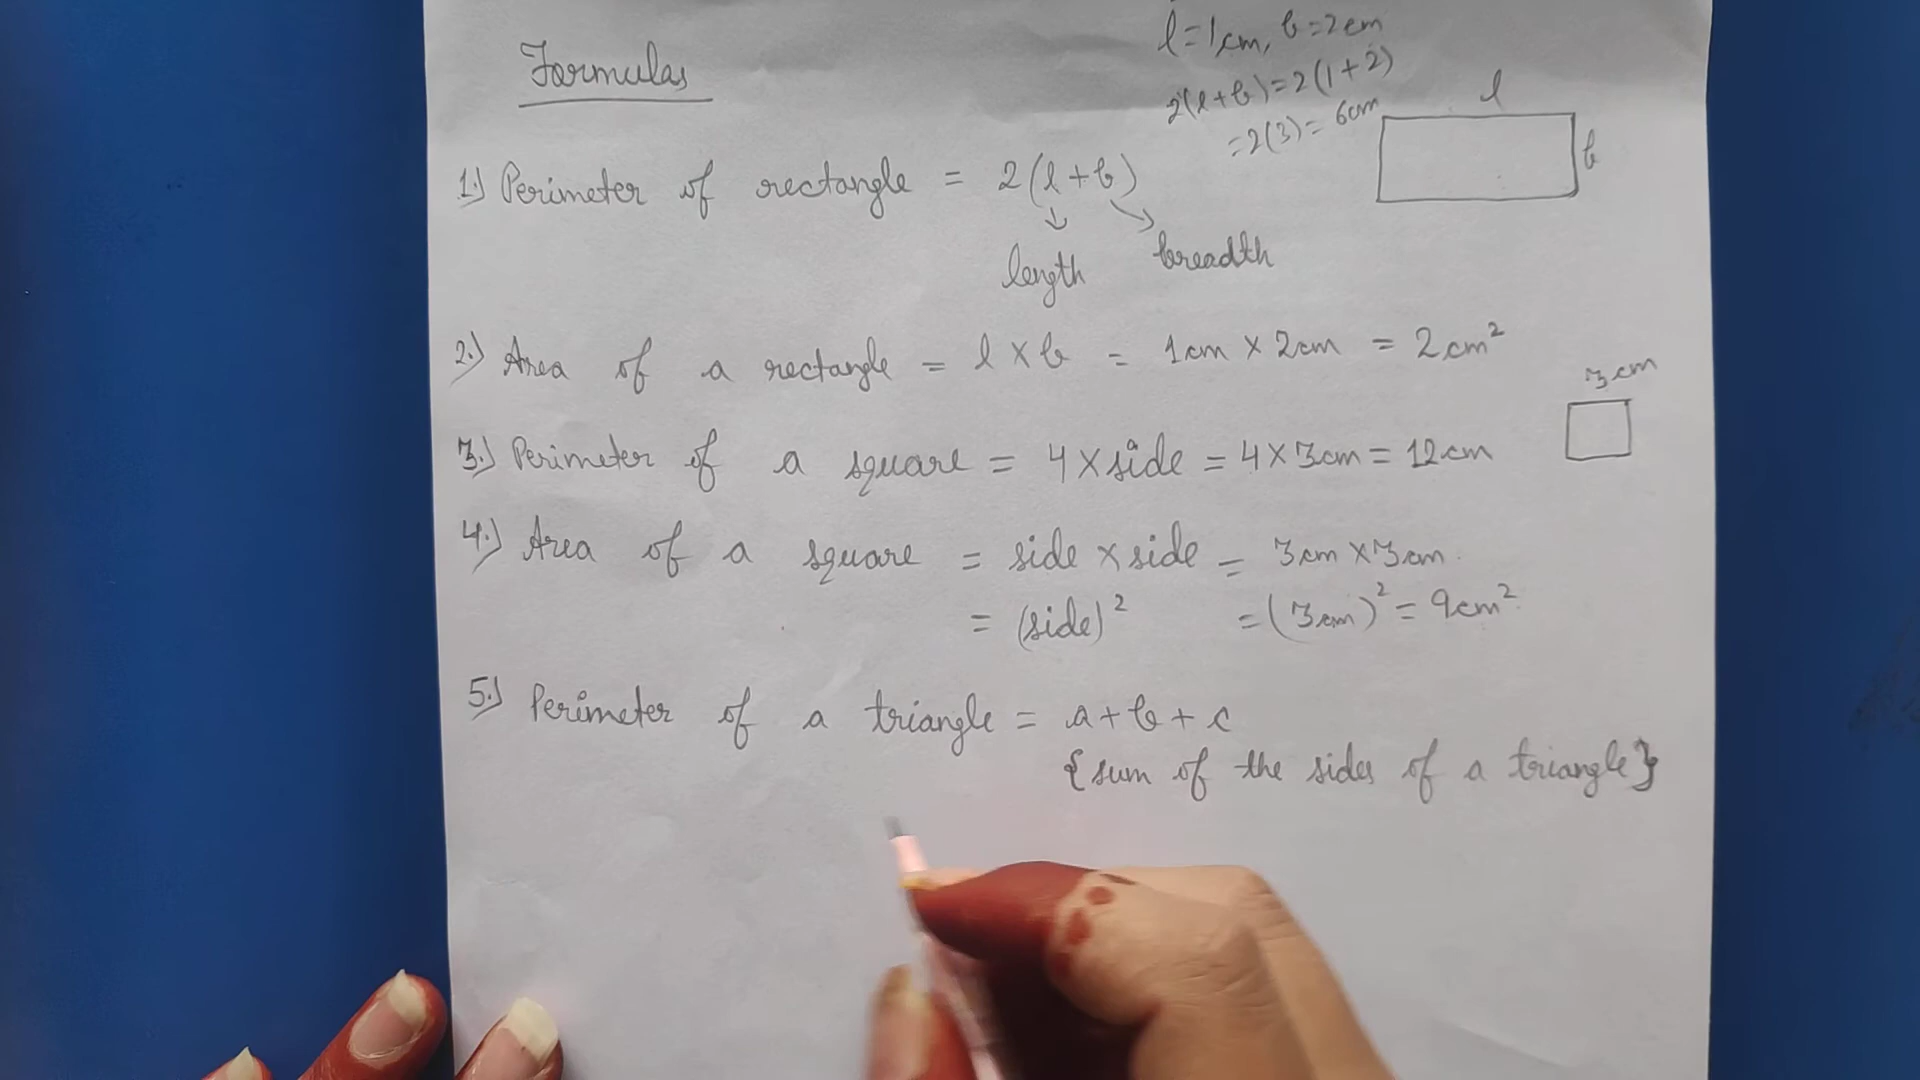 Formulas
l=1cm, b=2cm
2(l+b)=2(1+2)
=2(3)= 6cm
l
b
1.) Perimeter of rectangle = 2(l+b)
length
breadth
2.) Area of a rectangle = l × b = 1cm × 2cm = 2cm²
3cm
3.) Perimeter of a square = 4×side = 4×3cm = 12cm
4.) Area of a square = side × side = 3cm × 3cm
= (side)² = (3cm)² = 9cm²
5.) Perimeter of a triangle = a+b+c
{sum of the sides of a triangle}